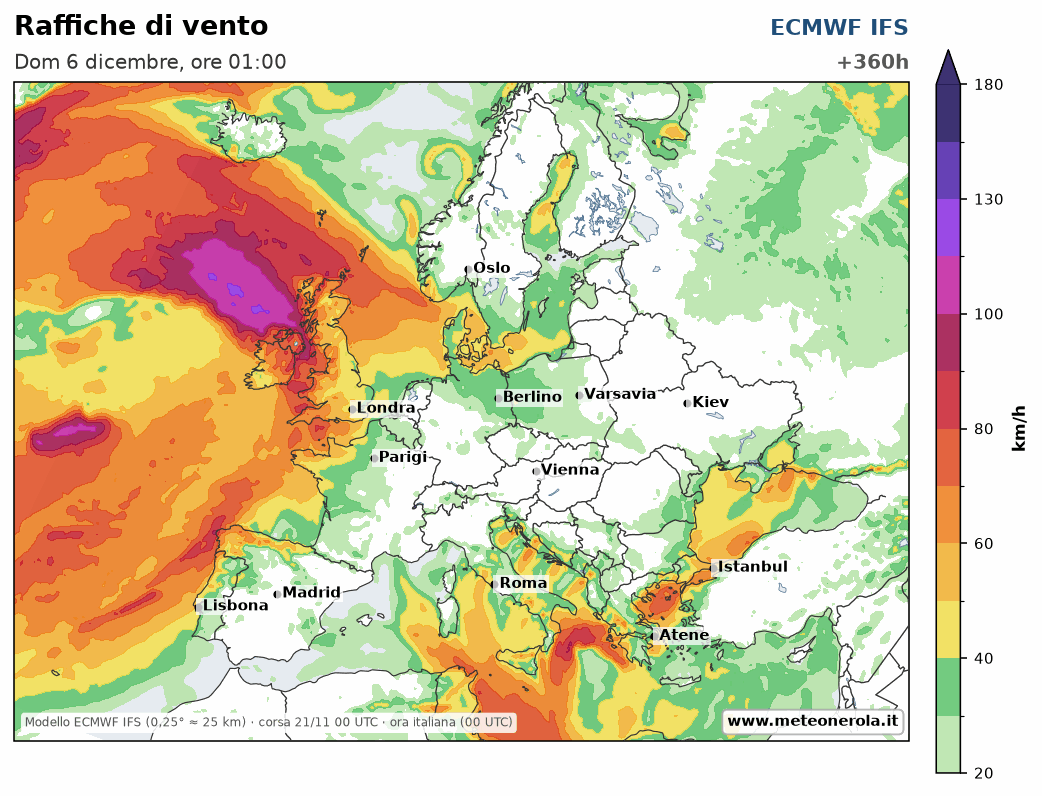 Raffiche di vento
ECMWF IFS
Dom 6 dicembre, ore 01:00
+360h
180
130
100
80
60
40
20
km/h
Oslo
Berlino
Varsavia
Kiev
Londra
Parigi
Vienna
Istanbul
Roma
Madrid
Lisbona
Atene
Modello ECMWF IFS (0,25° ≈ 25 km) · corsa 21/11 00 UTC · ora italiana (00 UTC)
www.meteonerola.it